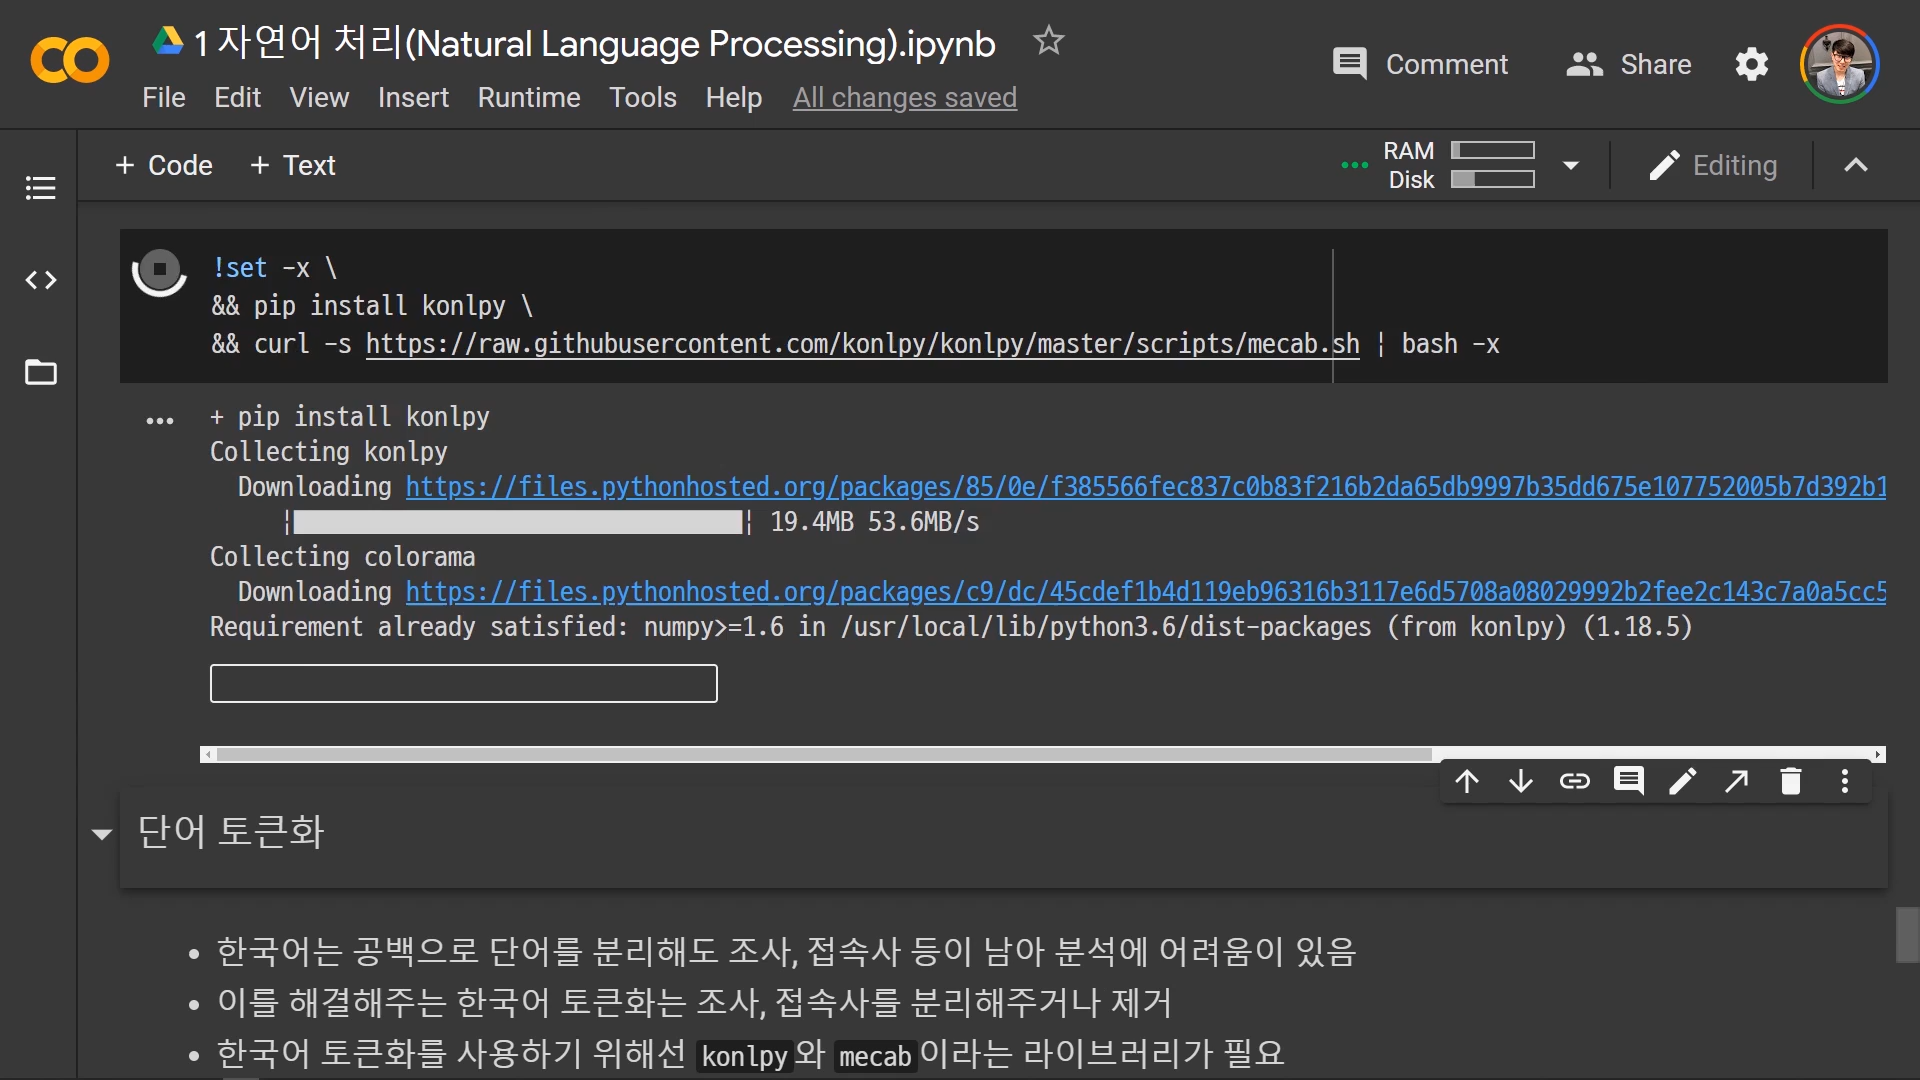 1 자연어 처리(Natural Language Processing).ipynb
Comment
Share
File Edit View Insert Runtime Tools Help All changes saved
+ Code + Text
RAM
Disk
Editing
!set -x \
&& pip install konlpy \
&& curl -s https://raw.githubusercontent.com/konlpy/konlpy/master/scripts/mecab.sh | bash -x
+ pip install konlpy
Collecting konlpy
Downloading https://files.pythonhosted.org/packages/85/0e/f385566fec837c0b83f216b2da65db9997b35dd675e107752005b7d392b1
19.4MB 53.6MB/s
Collecting colorama
Downloading https://files.pythonhosted.org/packages/c9/dc/45cdef1b4d119eb96316b3117e6d5708a08029992b2fee2c143c7a0a5cc5
Requirement already satisfied: numpy>=1.6 in /usr/local/lib/python3.6/dist-packages (from konlpy) (1.18.5)
단어 토큰화
• 한국어는 공백으로 단어를 분리해도 조사, 접속사 등이 남아 분석에 어려움이 있음
• 이를 해결해주는 한국어 토큰화는 조사, 접속사를 분리해주거나 제거
• 한국어 토큰화를 사용하기 위해선 konlpy와 mecab이라는 라이브러리가 필요